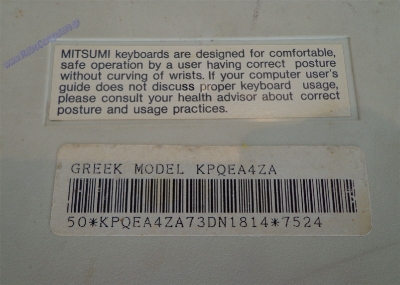 MITSUMI keyboards are designed for comfortable,
safe operation by a user having correct posture
without curving of wrists. If your computer user's
guide does not discuss proper keyboard usage,
please consult your health advisor about correct
posture and usage practices.
GREEK MODEL KPQEA4ZA
50*KPQEA4ZA73DN1814*7524